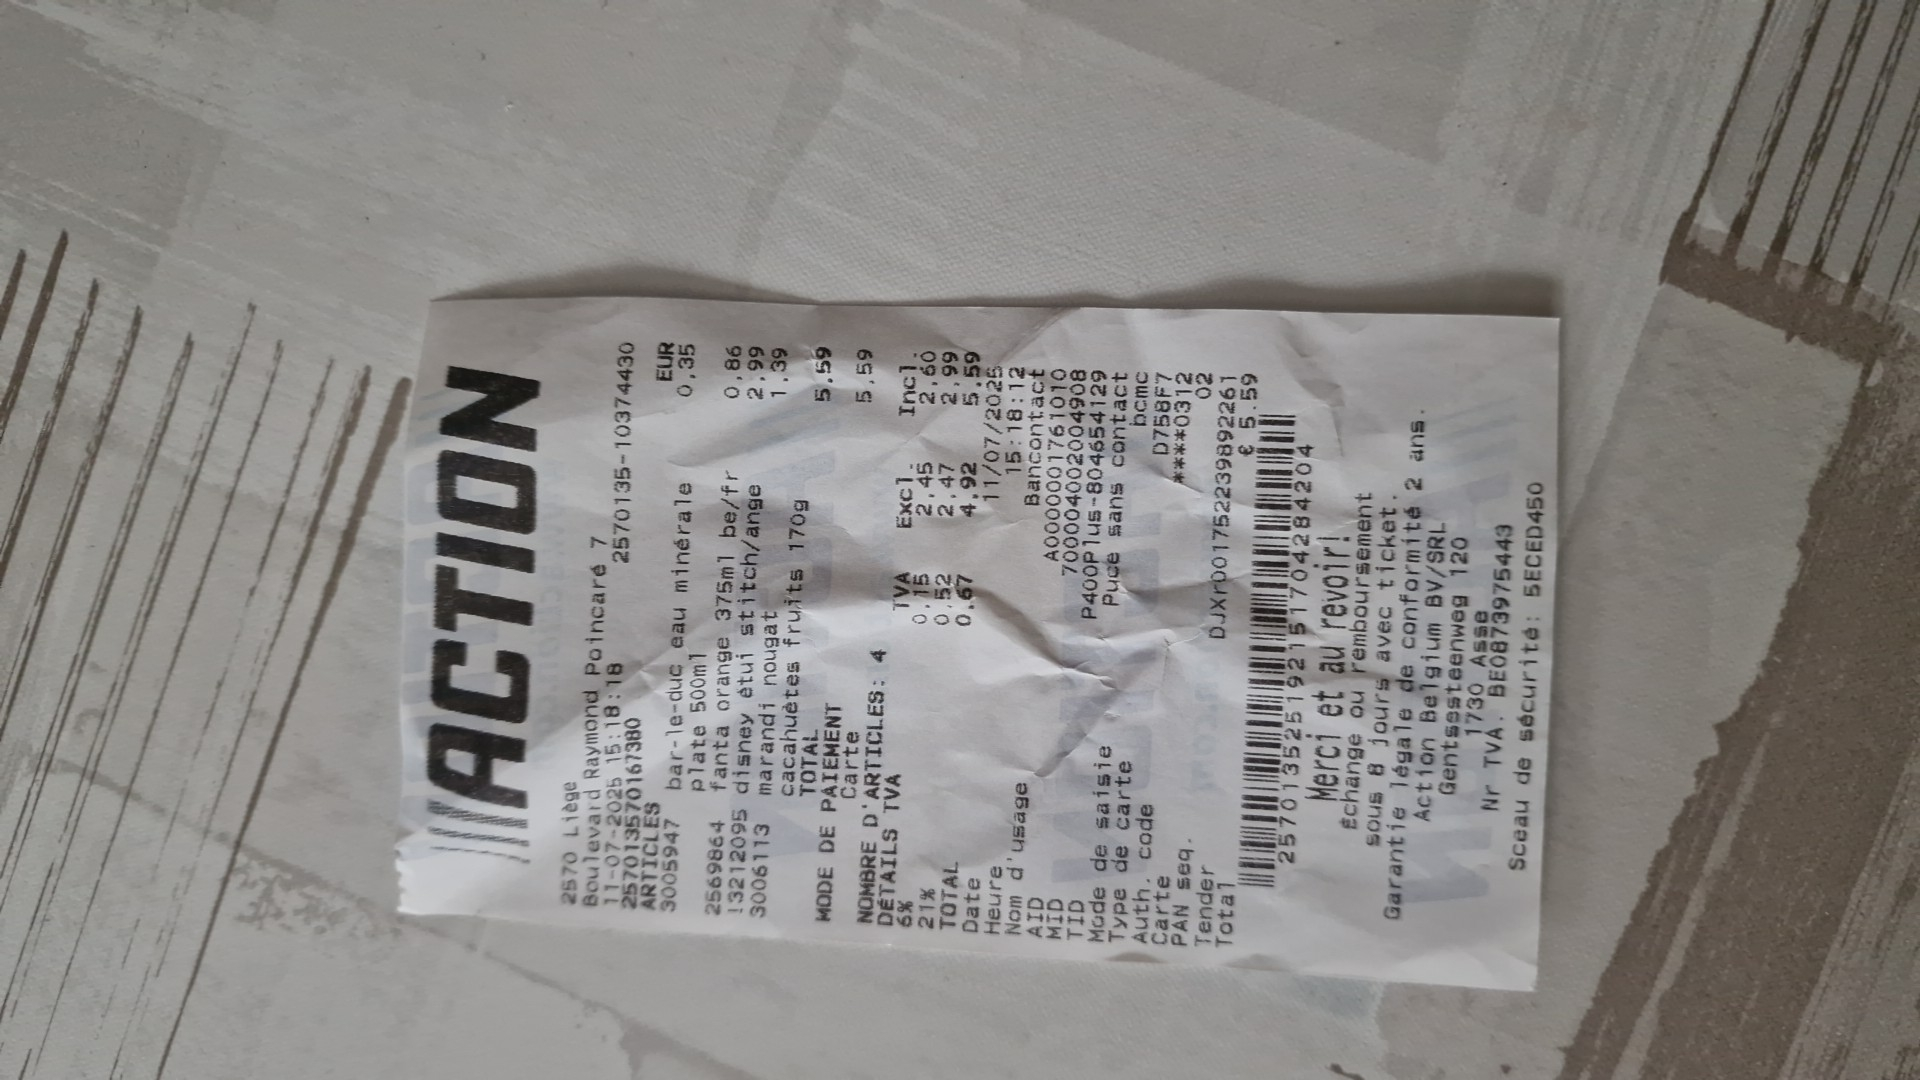 ACTION
2570 Liège
Boulevard Raymond Poincaré 7
11-07-2025 15:18:18 2570135-10374430
2570135701673​80
ARTICLES EUR
3005947 bar-le-duc eau minérale 0,35
plate 500ml
2569864 fanta orange 375ml be/fr 0,86
!3212095 disney étui stitch/ange 2,99
3006113 marandi nougat 1,39
cacahuètes fruits 170g
TOTAL 5,59
MODE DE PAIEMENT
Carte 5,59
NOMBRE D'ARTICLES: 4
DÉTAILS TVA TVA Excl. Incl.
6% 0,15 2,45 2,60
21% 0,52 2,47 2,99
TOTAL 0,67 4,92 5,59
Date 11/07/2025
Heure 15:18:12
Nom d'usage Bancontact
AID A0000001761010
MID 700004002004908
TID P400Plus-804654129
Mode de saisie Puce sans contact
Type de carte bcmc
Auth. code D758F7
Carte ****0312
PAN seq. 02
Tender DJXr001752239892261
Total € 5.59
25701352519215170428​4204
Merci et au revoir!
Échange ou remboursement
sous 8 jours avec ticket.
Garantie légale de conformité 2 ans.
Action Belgium BV/SRL
Gentsesteenweg 120
1730 Asse
Nr TVA. BE0873975443
Sceau de sécurité: 5CED450